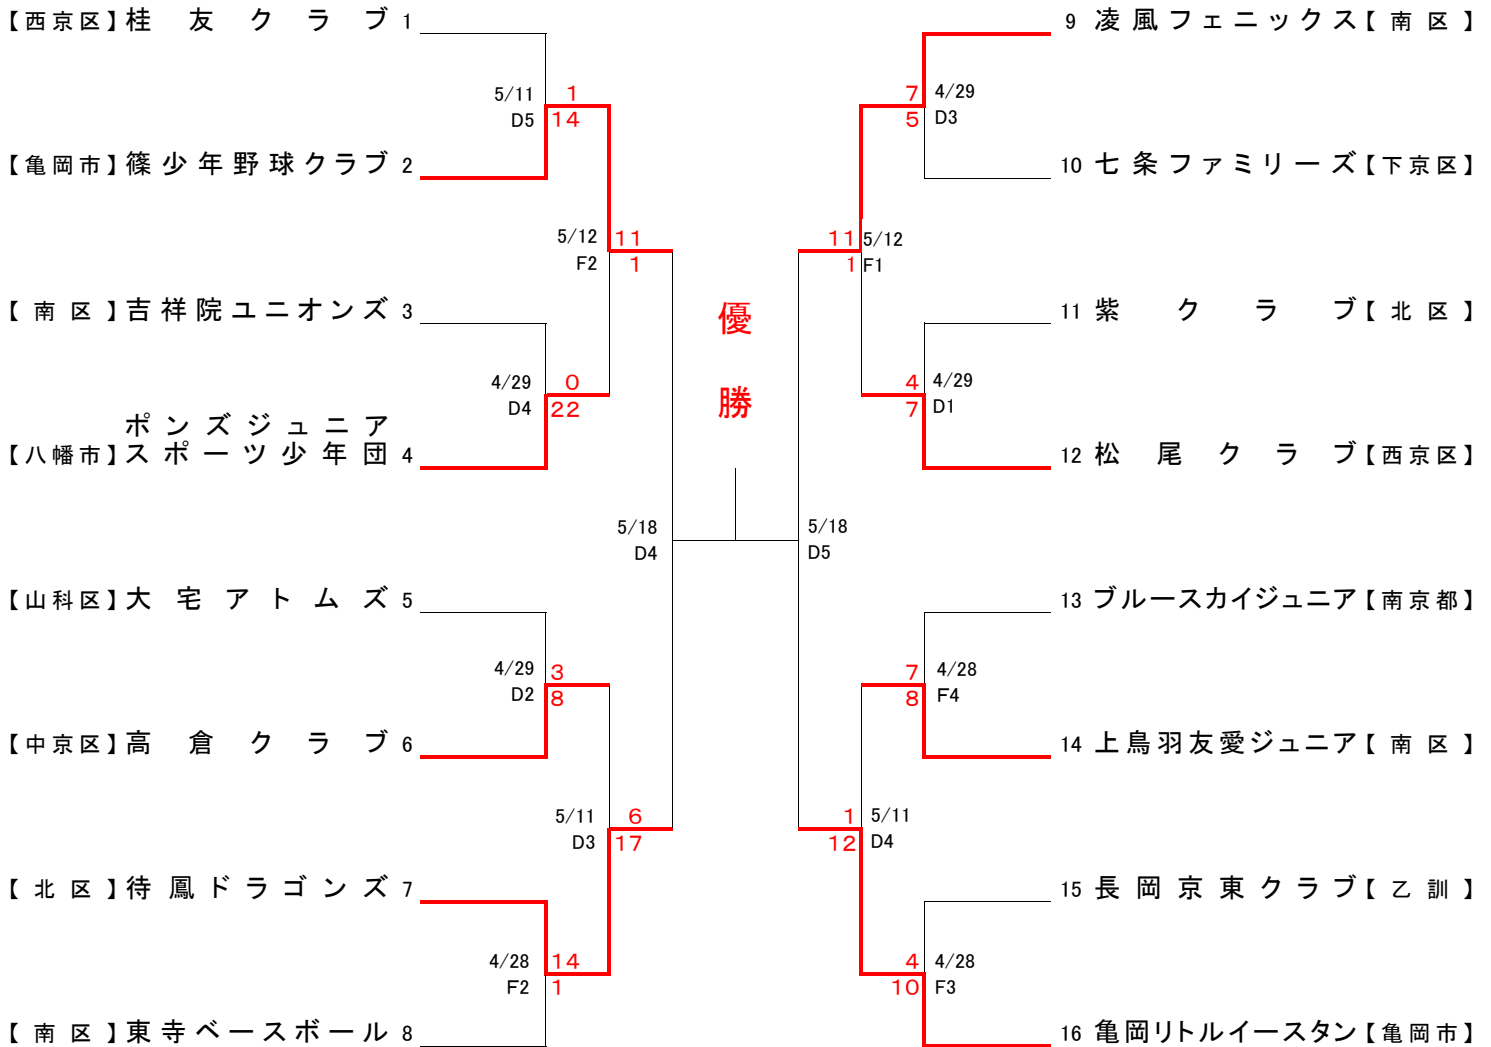 【西京区】桂友クラブ 1
5/11 1
D5 14
【亀岡市】篠少年野球クラブ 2
5/12 11
F2 1
【南区】吉祥院ユニオンズ 3
4/29 0
D4 22
ポンズジュニア
【八幡市】スポーツ少年団 4
5/18
D4
【山科区】大宅アトムズ 5
4/29 3
D2 8
【中京区】高倉クラブ 6
5/11 6
D3 17
【北区】待鳳ドラゴンズ 7
4/28 14
F2 1
【南区】東寺ベースボール 8
優
勝
9 凌風フェニックス【南区】
7 4/29
5 D3
10 七条ファミリーズ【下京区】
11 5/12
1 F1
11 紫クラブ【北区】
4 4/29
7 D1
12 松尾クラブ【西京区】
5/18
D5
13 ブルースカイジュニア【南京都】
7 4/28
8 F4
14 上鳥羽友愛ジュニア【南区】
1 5/11
12 D4
15 長岡京東クラブ【乙訓】
4 4/28
10 F3
16 亀岡リトルイースタン【亀岡市】